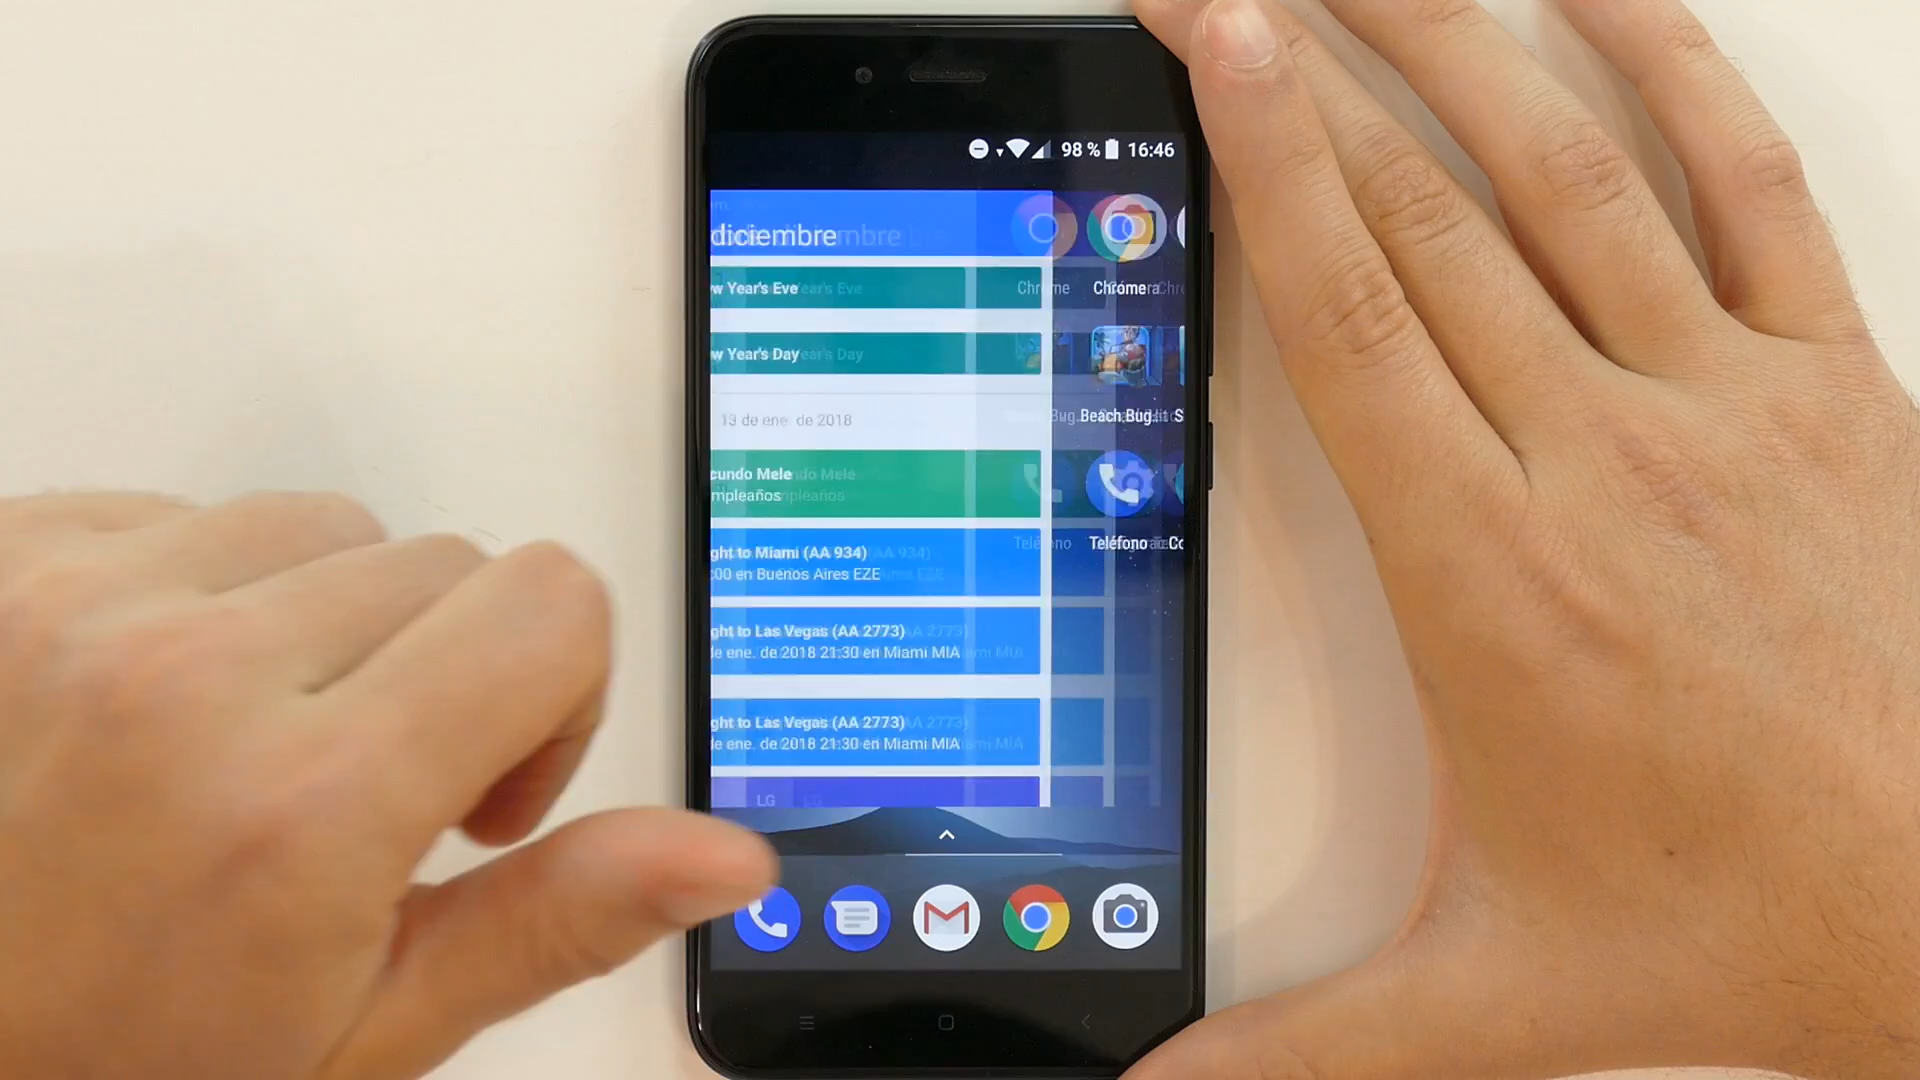 98 % 16:46
diciembre
w Year's Eve
w Year's Day
13 de ene. de 2018
cundo Mele
mpleaños
ght to Miami (AA 934)
:00 en Buenos Aires EZE
ght to Las Vegas (AA 2773)
de ene. de 2018 21:30 en Miami MIA
ght to Las Vegas (AA 2773)
de ene. de 2018 21:30 en Miami MIA
LG
Chrome
Beach Bug..
Teléfono